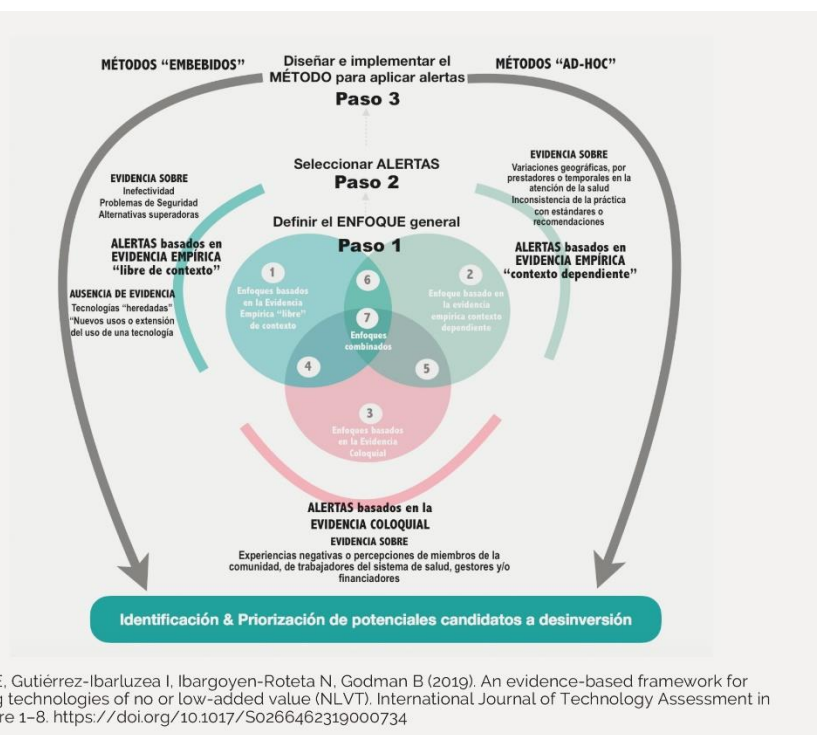 MÉTODOS “EMBEBIDOS”
Diseñar e implementar el
MÉTODO para aplicar alertas
Paso 3
MÉTODOS “AD-HOC”
Seleccionar ALERTAS
Paso 2
Definir el ENFOQUE general
Paso 1
EVIDENCIA SOBRE
Inefectividad
Problemas de Seguridad
Alternativas superadoras
ALERTAS basados en
EVIDENCIA EMPÍRICA
“libre de contexto”
AUSENCIA DE EVIDENCIA
Tecnologías “heredadas”
“Nuevos usos o extensión
del uso de una tecnología
EVIDENCIA SOBRE
Variaciones geográficas, por
prestadores o temporales en la
atención de la salud
Inconsistencia de la práctica
con estándares o
recomendaciones
ALERTAS basados en
EVIDENCIA EMPÍRICA
“contexto dependiente”
1
Enfoques basados
en la Evidencia
Empírica “libre”
de contexto
6
2
Enfoque basado en
la evidencia
empírica contexto
dependiente
7
Enfoques
combinados
4
5
3
Enfoques basados
en la Evidencia
Coloquial
ALERTAS basados en la
EVIDENCIA COLOQUIAL
EVIDENCIA SOBRE
Experiencias negativas o percepciones de miembros de la
comunidad, de trabajadores del sistema de salud, gestores y/o
financiadores
Identificación & Priorización de potenciales candidatos a desinversión
E, Gutiérrez-Ibarluzea I, Ibargoyen-Roteta N, Godman B (2019). An evidence-based framework for
g technologies of no or low-added value (NLVT). International Journal of Technology Assessment in
re 1–8. https://doi.org/10.1017/S0266462319000734